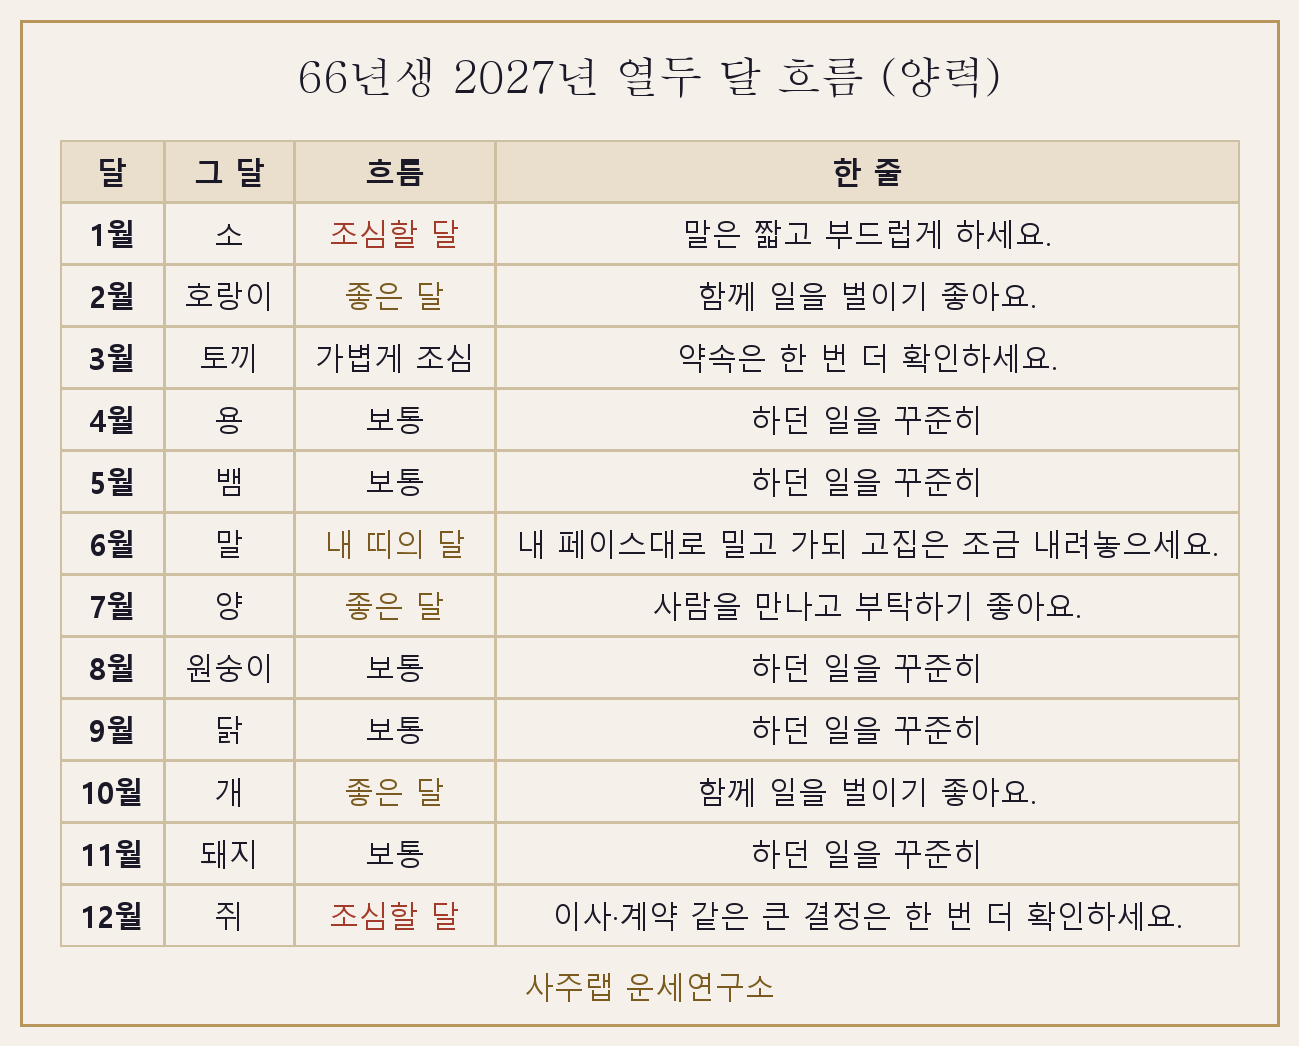 66년생 2027년 열두 달 흐름 (양력)
달 그 달 흐름 한 줄
1월 소 조심할 달 말은 짧고 부드럽게 하세요.
2월 호랑이 좋은 달 함께 일을 벌이기 좋아요.
3월 토끼 가볍게 조심 약속은 한 번 더 확인하세요.
4월 용 보통 하던 일을 꾸준히
5월 뱀 보통 하던 일을 꾸준히
6월 말 내 띠의 달 내 페이스대로 밀고 가되 고집은 조금 내려놓으세요.
7월 양 좋은 달 사람을 만나고 부탁하기 좋아요.
8월 원숭이 보통 하던 일을 꾸준히
9월 닭 보통 하던 일을 꾸준히
10월 개 좋은 달 함께 일을 벌이기 좋아요.
11월 돼지 보통 하던 일을 꾸준히
12월 쥐 조심할 달 이사·계약 같은 큰 결정은 한 번 더 확인하세요.
사주랩 운세연구소